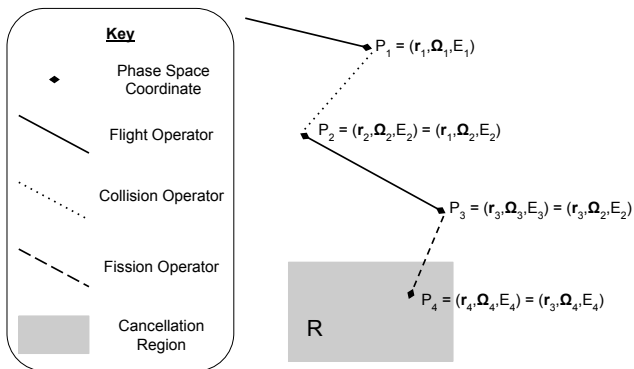 Key
Phase Space
Coordinate
Flight Operator
Collision Operator
Fission Operator
Cancellation
Region
P₁ = (r₁,Ω₁,E₁)
P₂ = (r₂,Ω₂,E₂) = (r₁,Ω₂,E₂)
P₃ = (r₃,Ω₃,E₃) = (r₃,Ω₂,E₂)
P₄ = (r₄,Ω₄,E₄) = (r₃,Ω₄,E₄)
R